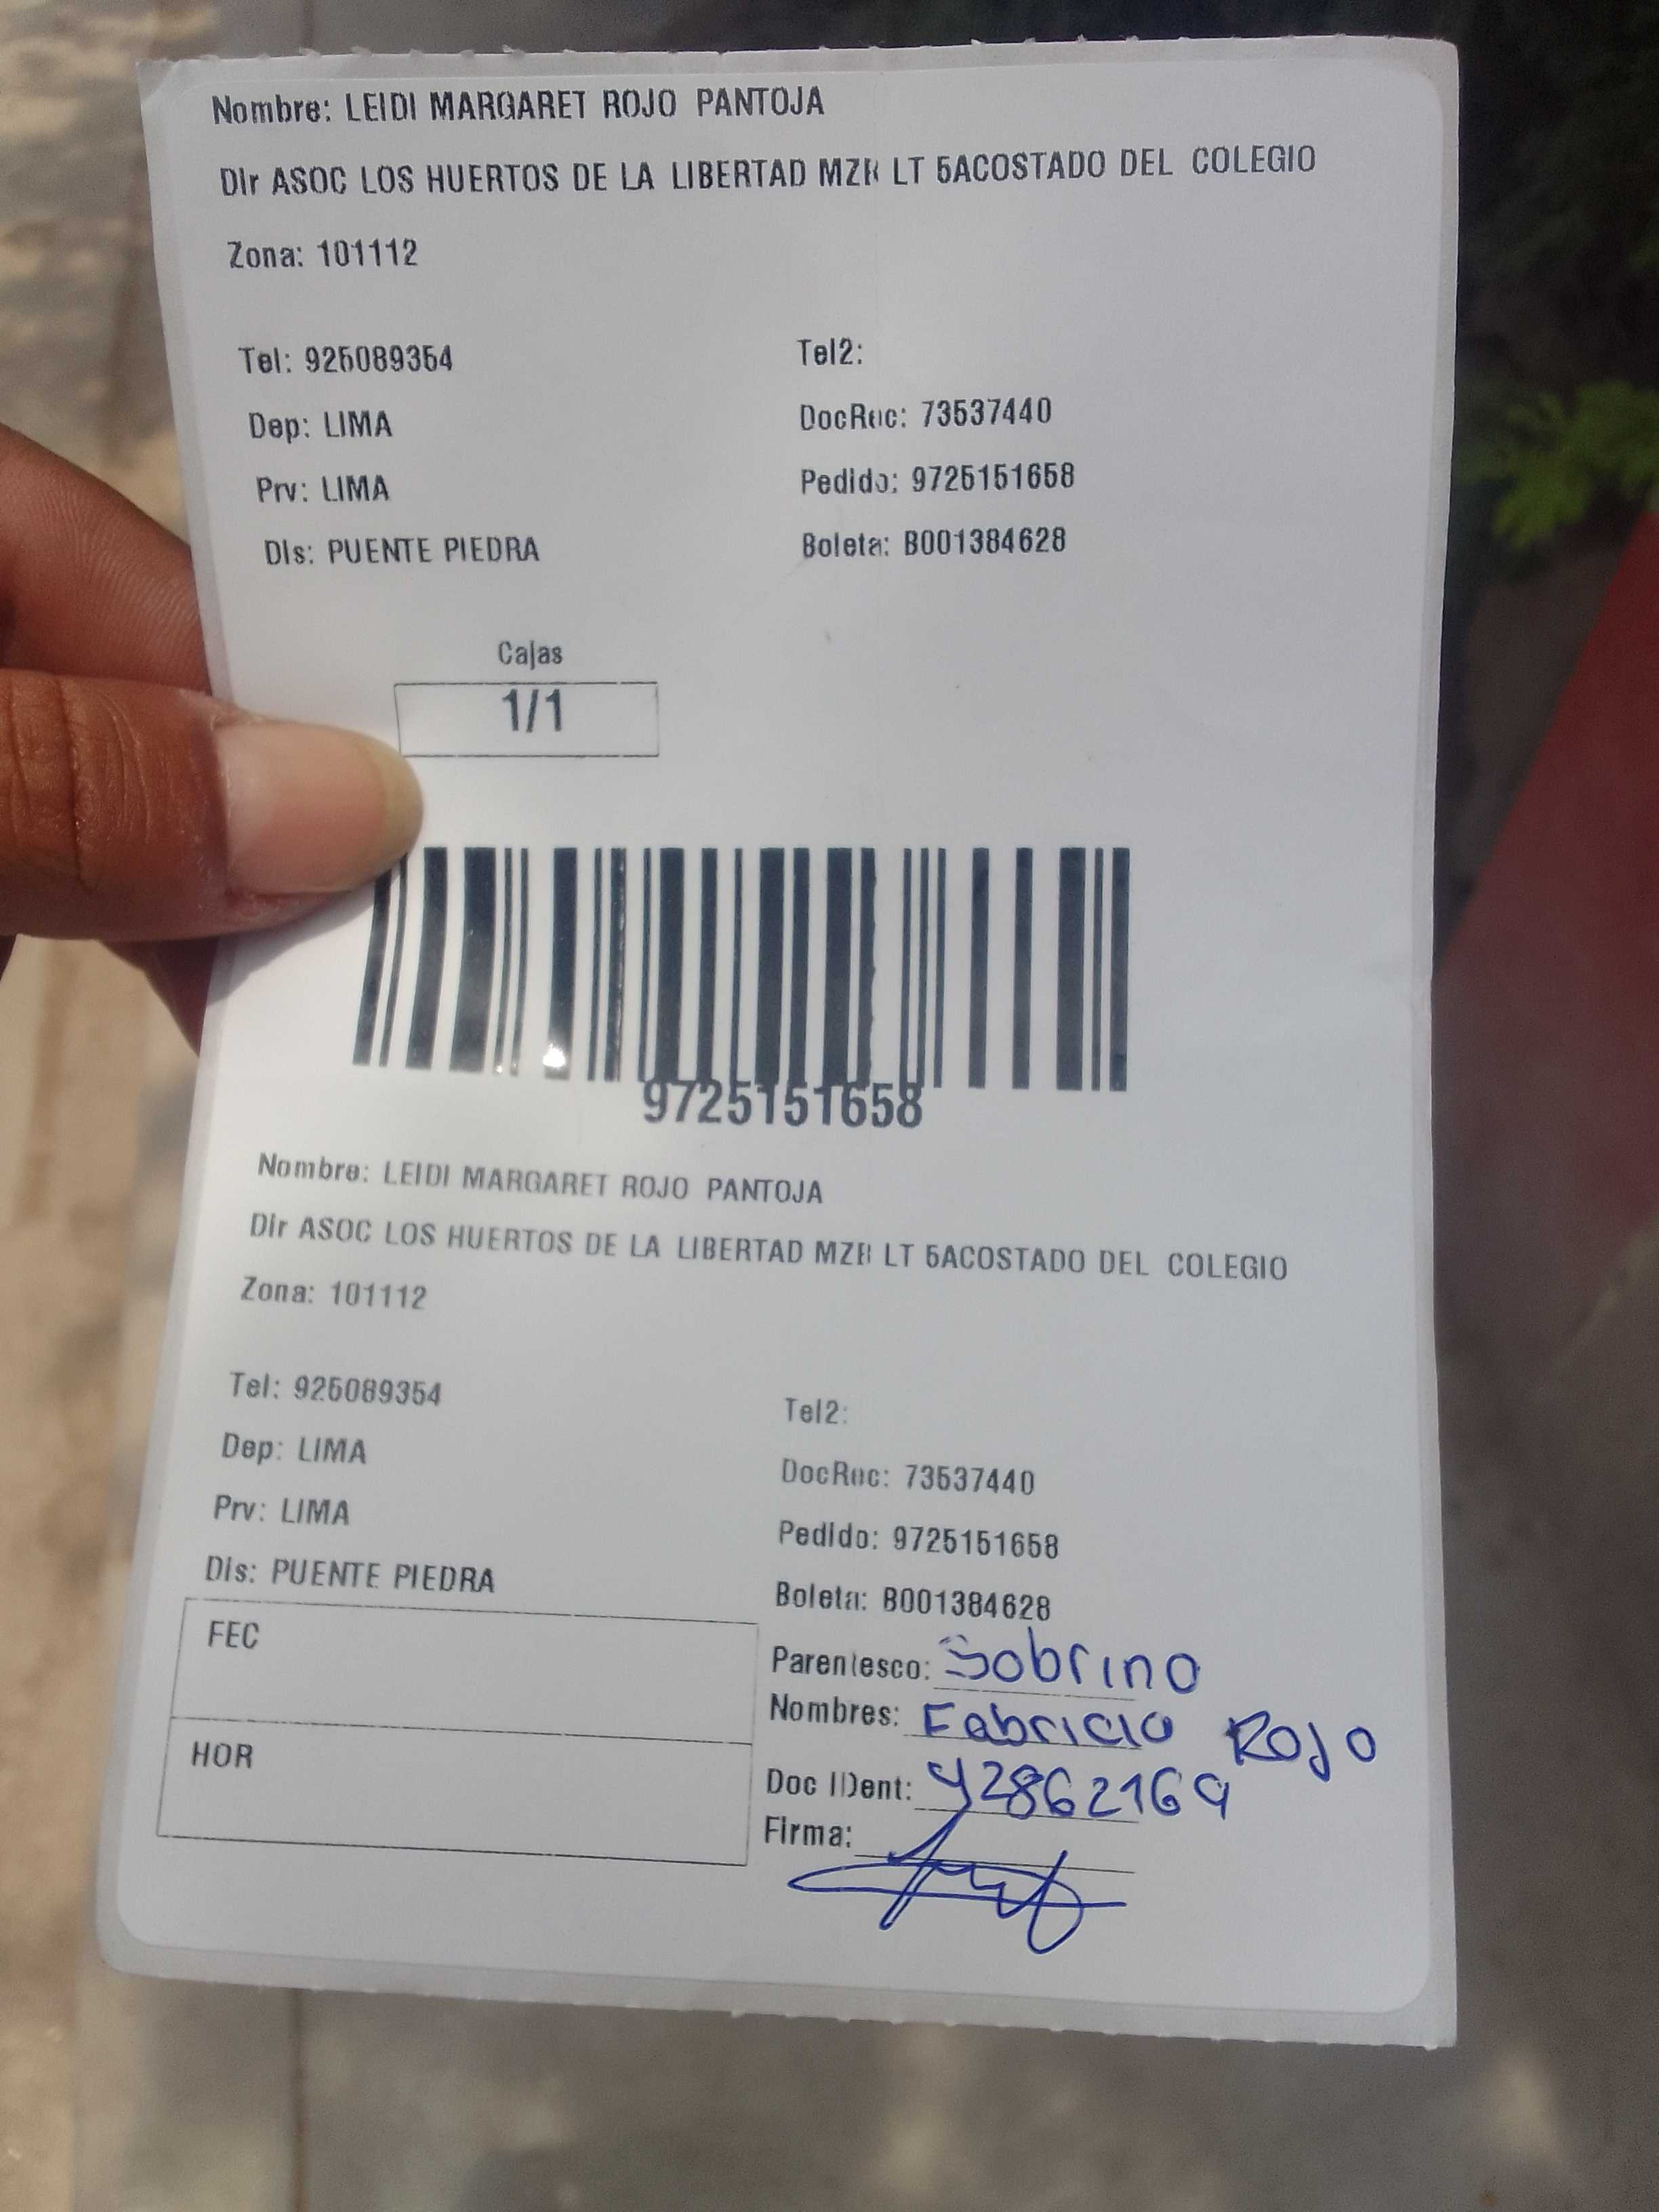 Nombre: LEIDI MARGARET ROJO PANTOJA
Dir ASOC LOS HUERTOS DE LA LIBERTAD MZB LT 5ACOSTADO DEL COLEGIO
Zona: 101112
Tel: 925089354
Tel2:
Dep: LIMA
DocRec: 73537440
Prv: LIMA
Pedido: 9725151658
Dis: PUENTE PIEDRA
Boleta: B001384628
Cajas
1/1
9725151658
Nombre: LEIDI MARGARET ROJO PANTOJA
Dir ASOC LOS HUERTOS DE LA LIBERTAD MZB LT 5ACOSTADO DEL COLEGIO
Zona: 101112
Tel: 925089354
Tel2:
Dep: LIMA
DocRec: 73537440
Prv: LIMA
Pedido: 9725151658
Dis: PUENTE PIEDRA
Boleta: B001384628
FEC
Parentesco: Sobrino
Nombres: Fabricio Rojo
HOR
Doc IDent: 42862169
Firma: